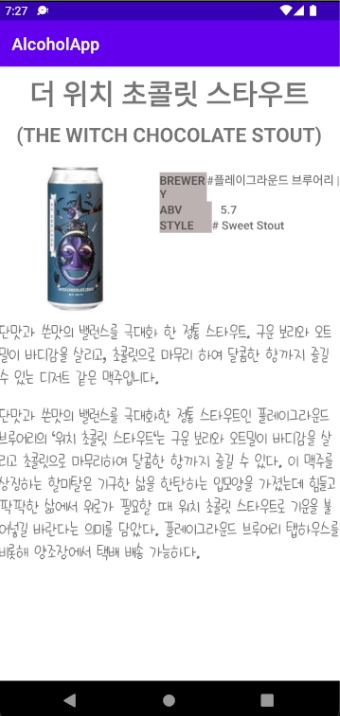 7:27
AlcoholApp
더 위치 초콜릿 스타우트
(THE WITCH CHOCOLATE STOUT)
BREWER #플레이그라운드 브루어리 |
Y
ABV 5.7
STYLE # Sweet Stout
단맛과 쓴맛의 밸런스를 극대화 한 정통 스타우트. 구운 보리와 오트
밀이 바디감을 살리고, 초콜릿으로 마무리 하여 달콤한 향까지 즐길
수 있는 디저트 같은 맥주입니다.
단맛과 쓴맛의 밸런스를 극대화한 정통 스타우트인 플레이그라운드
브루어리의 '위치 초콜릿 스타우트'는 구운 보리와 오트밀이 바디감을 살
리고 초콜릿으로 마무리하여 달콤한 향까지 즐길 수 있다. 이 맥주를
상징하는 할미탈은 기구한 삶을 한탄하는 입모양을 가졌는데 힘들고
팍팍한 삶에서 위로가 필요할 때 위치 초콜릿 스타우트로 기운을 불
어넣길 바란다는 의미를 담았다. 플레이그라운드 브루어리 탭하우스를
비롯해 양조장에서 택배 배송 가능하다.